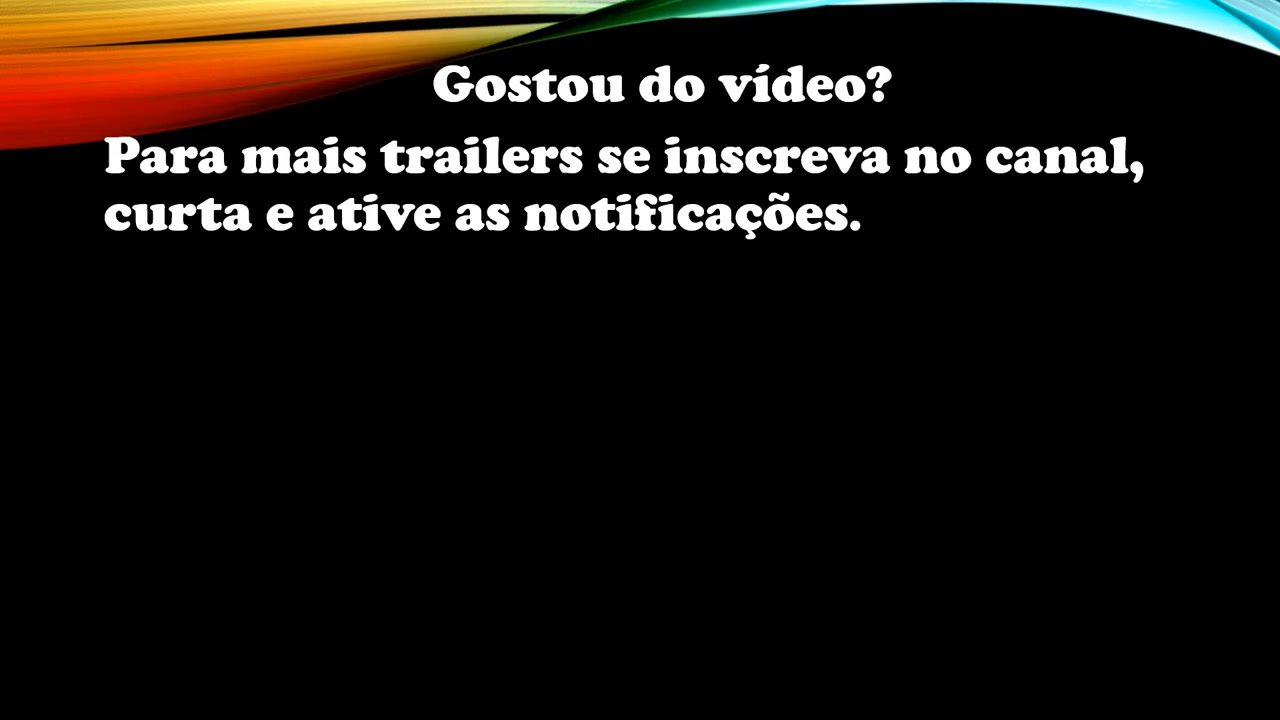 Gostou do vídeo?
Para mais trailers se inscreva no canal,
curta e ative as notificações.